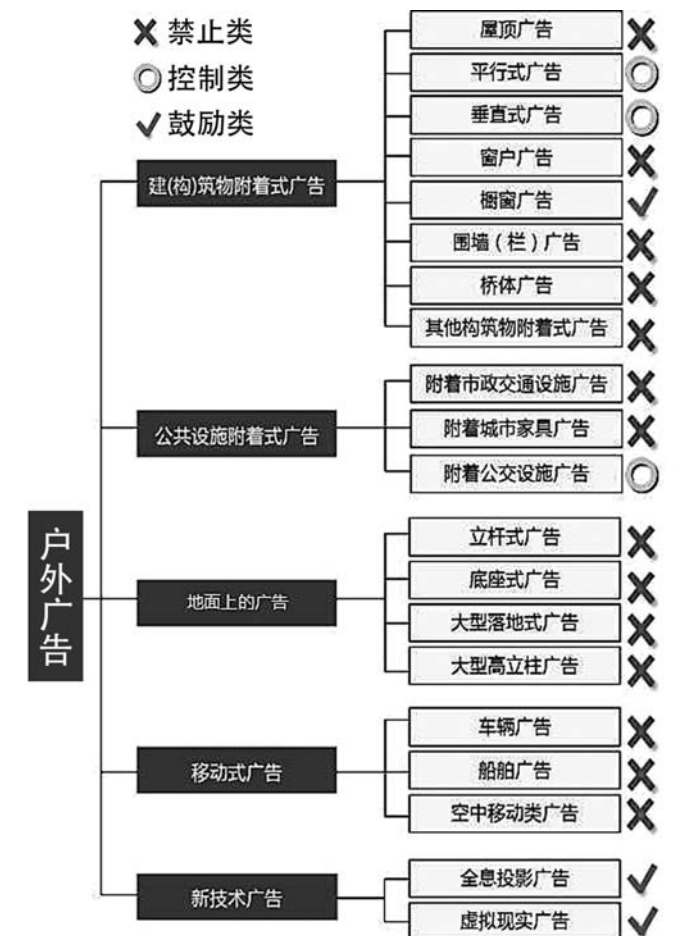 禁止类
控制类
鼓励类
户外广告
建(构)筑物附着式广告
屋顶广告
平行式广告
垂直式广告
窗户广告
橱窗广告
围墙（栏）广告
桥体广告
其他构筑物附着式广告
公共设施附着式广告
附着市政交通设施广告
附着城市家具广告
附着公交设施广告
地面上的广告
立杆式广告
底座式广告
大型落地式广告
大型高立柱广告
移动式广告
车辆广告
船舶广告
空中移动类广告
新技术广告
全息投影广告
虚拟现实广告